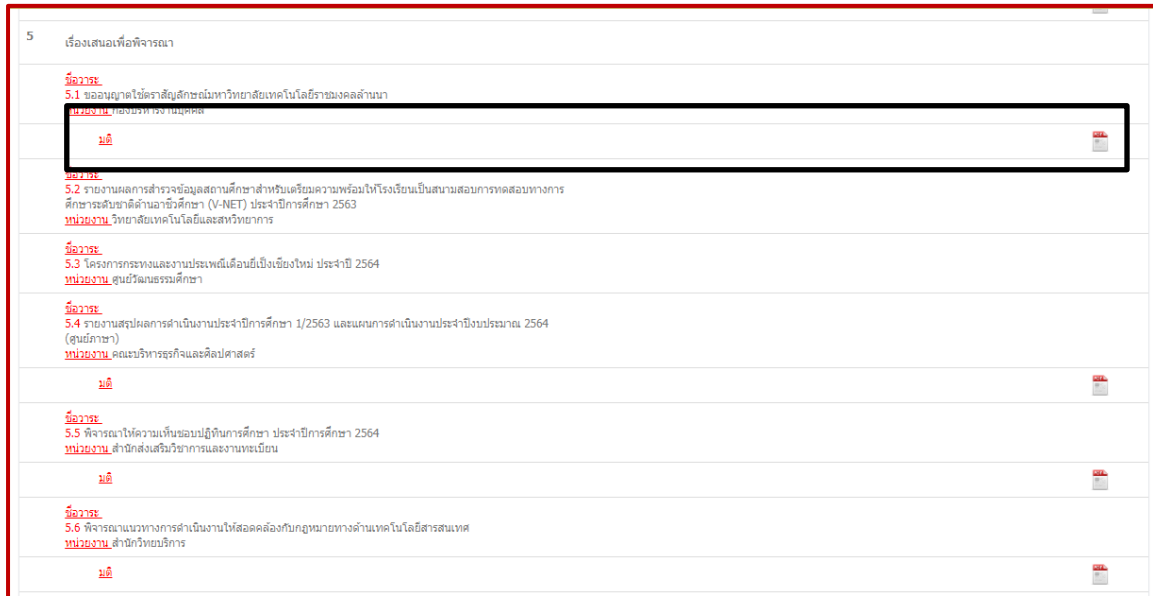 5
เรื่องเสนอเพื่อพิจารณา
ชื่อวาระ
5.1 ขออนุญาตใช้ตราสัญลักษณ์มหาวิทยาลัยเทคโนโลยีราชมงคลล้านนา
หน่วยงาน กองบริหารงานบุคคล
มติ
ชื่อวาระ
5.2 รายงานผลการสำรวจข้อมูลสถานศึกษาสำหรับเตรียมความพร้อมให้โรงเรียนเป็นสนามสอบการทดสอบทางการ
ศึกษาระดับชาติด้านอาชีวศึกษา (V-NET) ประจำปีการศึกษา 2563
หน่วยงาน วิทยาลัยเทคโนโลยีและสหวิทยาการ
ชื่อวาระ
5.3 โครงการกระทงและงานประเพณีเดือนยี่เป็งเชียงใหม่ ประจำปี 2564
หน่วยงาน ศูนย์วัฒนธรรมศึกษา
ชื่อวาระ
5.4 รายงานสรุปผลการดำเนินงานประจำปีการศึกษา 1/2563 และแผนการดำเนินงานประจำปีงบประมาณ 2564
(ศูนย์ภาษา)
หน่วยงาน คณะบริหารธุรกิจและศิลปศาสตร์
มติ
ชื่อวาระ
5.5 พิจารณาให้ความเห็นชอบปฏิทินการศึกษา ประจำปีการศึกษา 2564
หน่วยงาน สำนักส่งเสริมวิชาการและงานทะเบียน
มติ
ชื่อวาระ
5.6 พิจารณาแนวทางการดำเนินงานให้สอดคล้องกับกฎหมายทางด้านเทคโนโลยีสารสนเทศ
หน่วยงาน สำนักวิทยบริการ
มติ